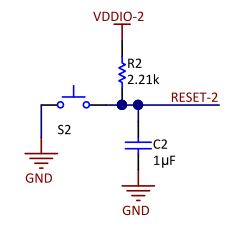 VDDIO-2
R2
2.21k
RESET-2
S2
C2
1µF
GND
GND